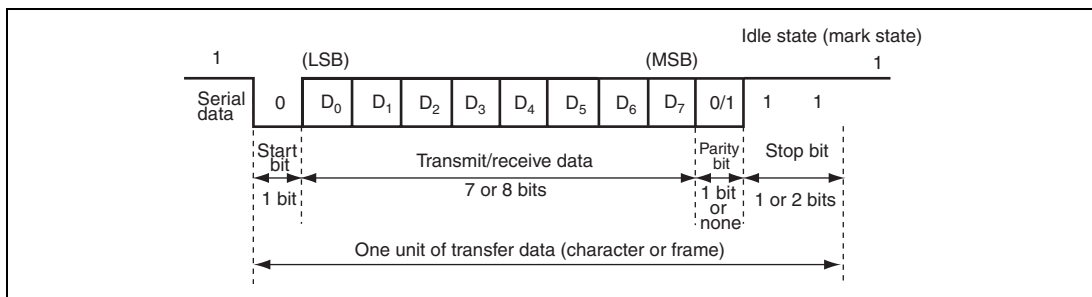 Idle state (mark state)
1 (LSB) (MSB) 1
Serial data 0 D0 D1 D2 D3 D4 D5 D6 D7 0/1 1 1
Start bit Transmit/receive data Parity bit Stop bit
1 bit 7 or 8 bits 1 bit or none 1 or 2 bits
One unit of transfer data (character or frame)